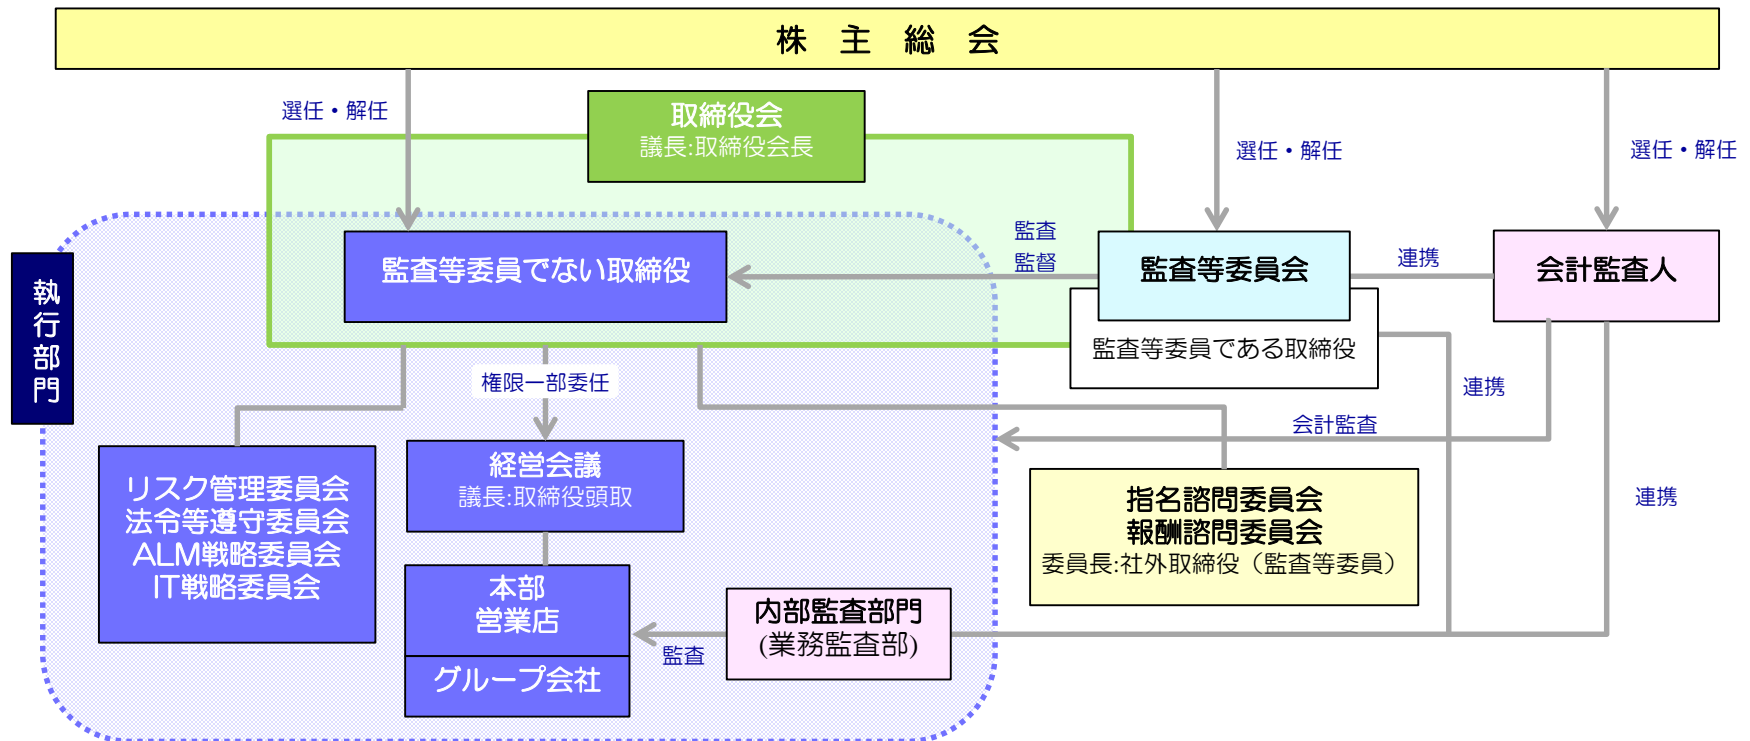 株 主 総 会
選任・解任
取締役会
議長:取締役会長
選任・解任
選任・解任
監査
監督
監査等委員でない取締役
監査等委員会
連携
会計監査人
執行部門
監査等委員である取締役
権限一部委任
連携
会計監査
リスク管理委員会
法令等遵守委員会
ALM戦略委員会
IT戦略委員会
経営会議
議長:取締役頭取
指名諮問委員会
報酬諮問委員会
委員長:社外取締役（監査等委員）
連携
本部
営業店
グループ会社
監査
内部監査部門
(業務監査部)